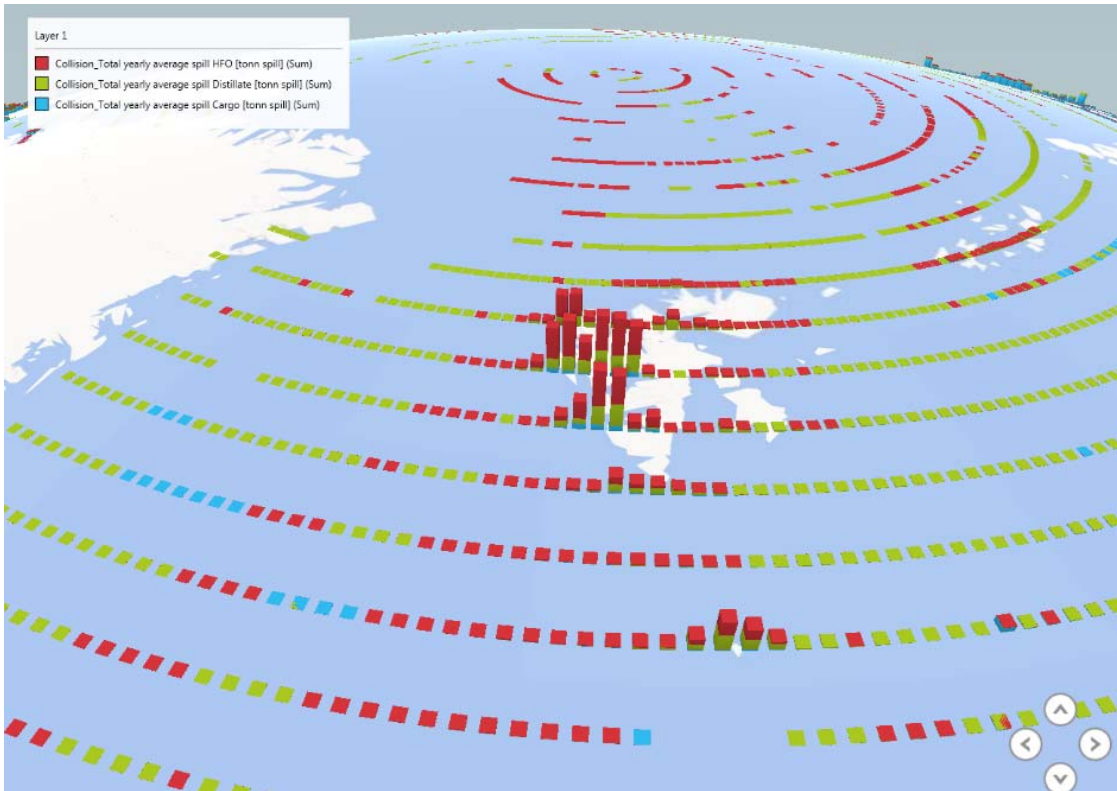 Layer 1
Collision_Total yearly average spill HFO [tonn spill] (Sum)
Collision_Total yearly average spill Distillate [tonn spill] (Sum)
Collision_Total yearly average spill Cargo [tonn spill] (Sum)